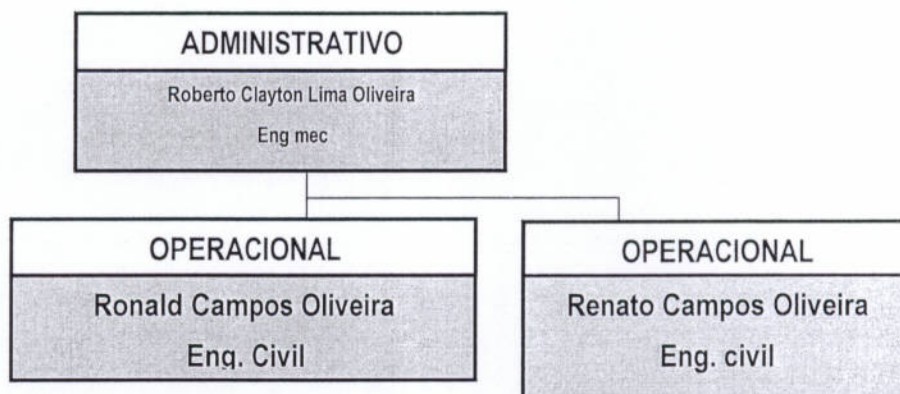 ADMINISTRATIVO
Roberto Clayton Lima Oliveira
Eng mec
OPERACIONAL
Ronald Campos Oliveira
Eng. Civil
OPERACIONAL
Renato Campos Oliveira
Eng. civil